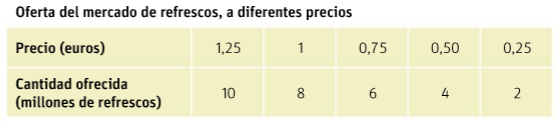 Oferta del mercado de refrescos, a diferentes precios
Precio (euros) 1,25 1 0,75 0,50 0,25
Cantidad ofrecida
(millones de refrescos) 10 8 6 4 2